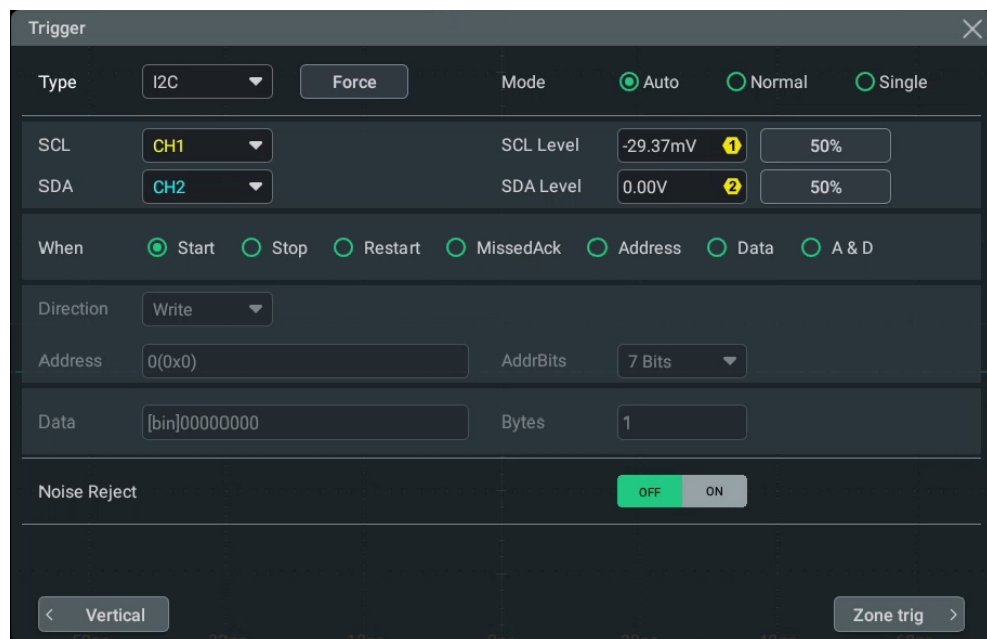 Trigger
Type I2C Force Mode Auto Normal Single
SCL CH1 SCL Level -29.37mV 1 50%
SDA CH2 SDA Level 0.00V 2 50%
When Start Stop Restart MissedAck Address Data A & D
Direction Write
Address 0(0x0) AddrBits 7 Bits
Data [bin]00000000 Bytes 1
Noise Reject OFF ON
< Vertical Zone trig >